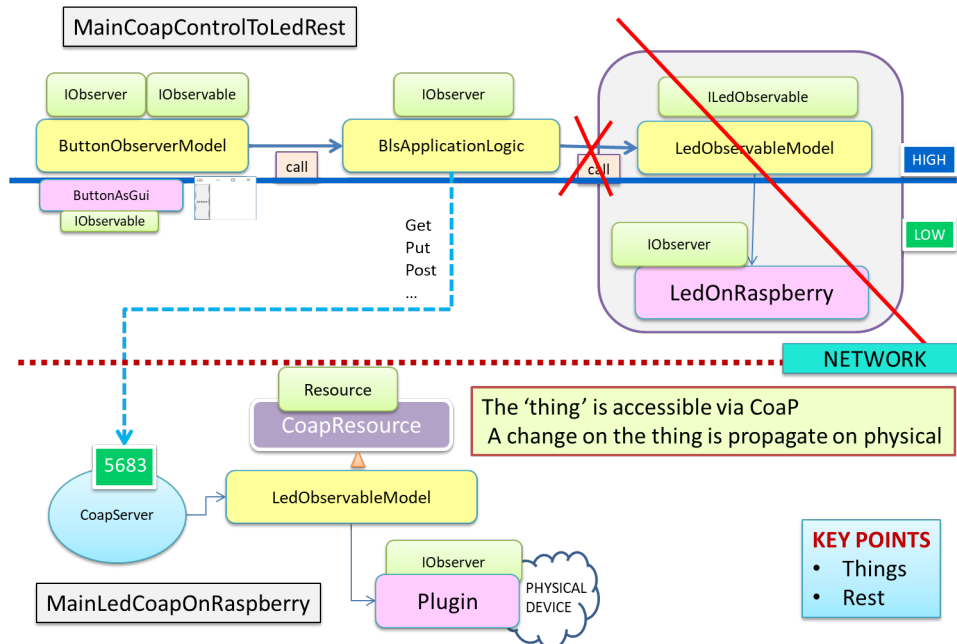 MainCoapControlToLedRest
IObserver
IObservable
IObserver
ILedObservable
ButtonObserverModel
BlsApplicationLogic
LedObservableModel
call
call
HIGH
ButtonAsGui
IObservable
LOW
Get
Put
Post
...
IObserver
LedOnRaspberry
NETWORK
Resource
CoapResource
The ‘thing’ is accessible via CoaP
A change on the thing is propagate on physical
5683
CoapServer
LedObservableModel
IObserver
Plugin
PHYSICAL
DEVICE
KEY POINTS
• Things
• Rest
MainLedCoapOnRaspberry